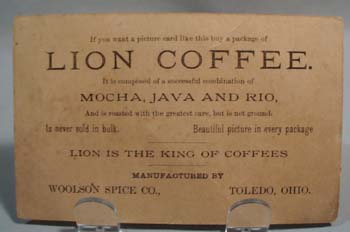 If you want a picture card like this buy a package of
LION COFFEE.
It is composed of a successful combination of
MOCHA, JAVA AND RIO,
And is roasted with the greatest care, but is not ground.
Is never sold in bulk. Beautiful picture in every package
LION IS THE KING OF COFFEES
MANUFACTURED BY
WOOLSON SPICE CO., TOLEDO, OHIO.